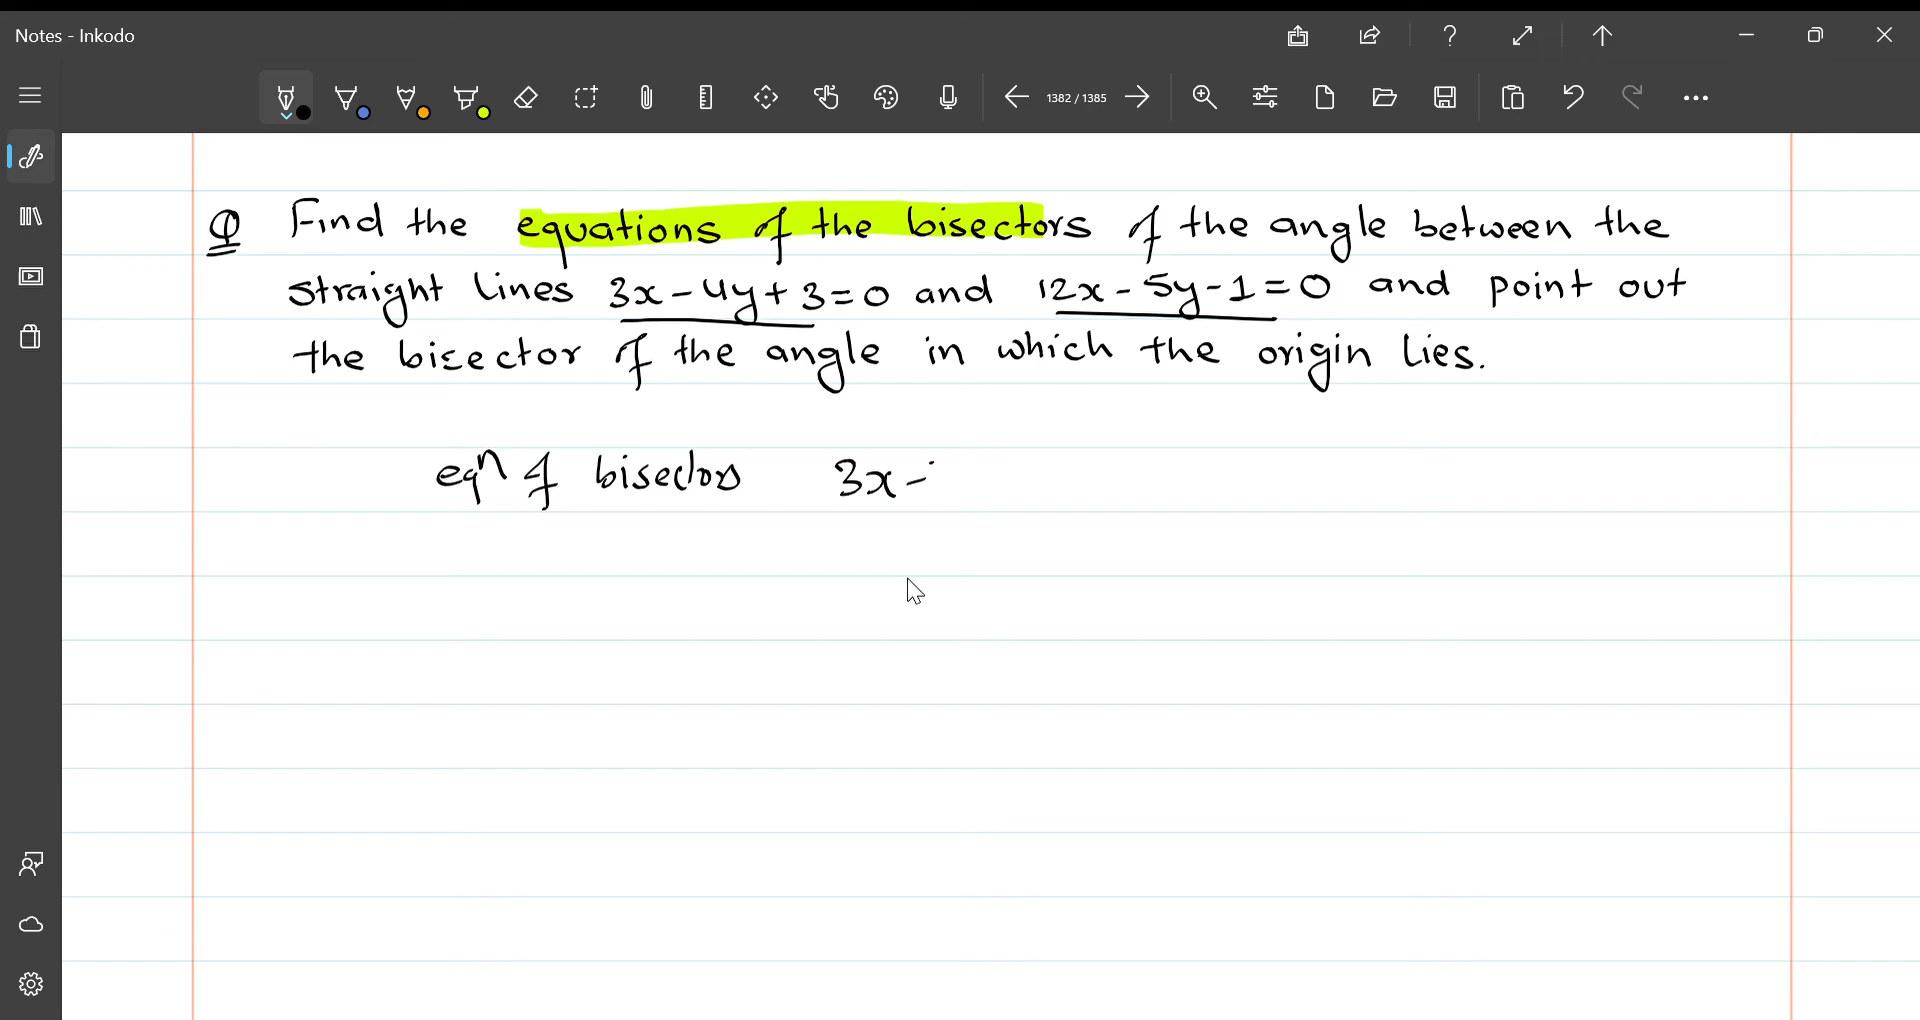 Notes - Inkodo
1382 / 1385
Q Find the equations of the bisectors of the angle between the
straight lines 3x-4y+3=0 and 12x-5y-1=0 and point out
the bisector of the angle in which the origin lies.
eqⁿ of bisectors 3x-